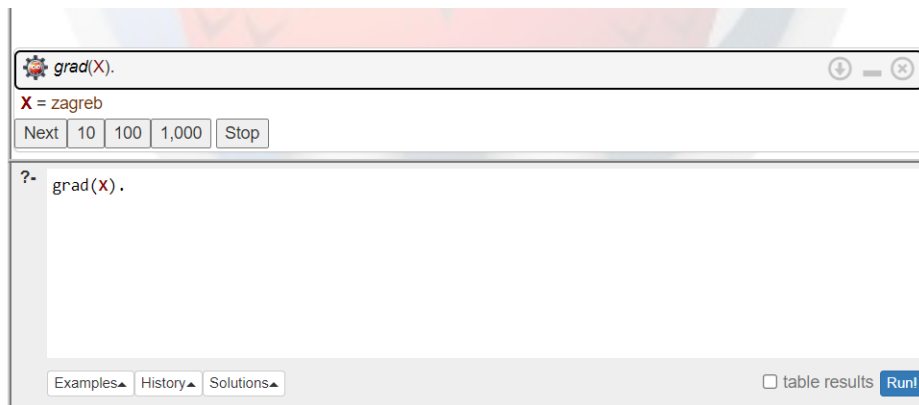 grad(X).
X = zagreb
Next 10 100 1,000 Stop
?- grad(X).
Examples▴ History▴ Solutions▴ table results Run!